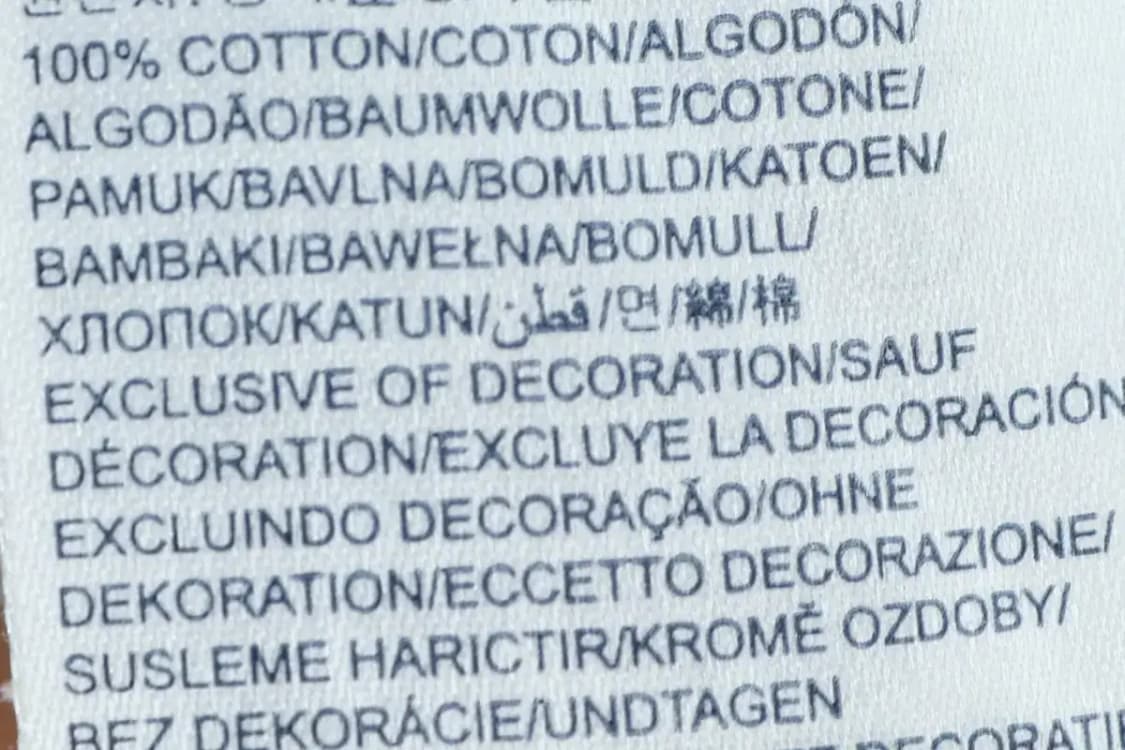 100% COTTON/COTON/ALGODÓN/
ALGODÃO/BAUMWOLLE/COTONE/
PAMUK/BAVLNA/BOMULD/KATOEN/
BAMBAKI/BAWEŁNA/BOMULL/
ХЛОПОК/KATUN/قطن/면/綿/棉
EXCLUSIVE OF DECORATION/SAUF
DÉCORATION/EXCLUYE LA DECORACIÓN
EXCLUINDO DECORAÇÃO/OHNE
DEKORATION/ECCETTO DECORAZIONE/
SUSLEME HARICTIR/KROMĚ OZDOBY/
BEZ DEKORÁCIE/UNDTAGEN